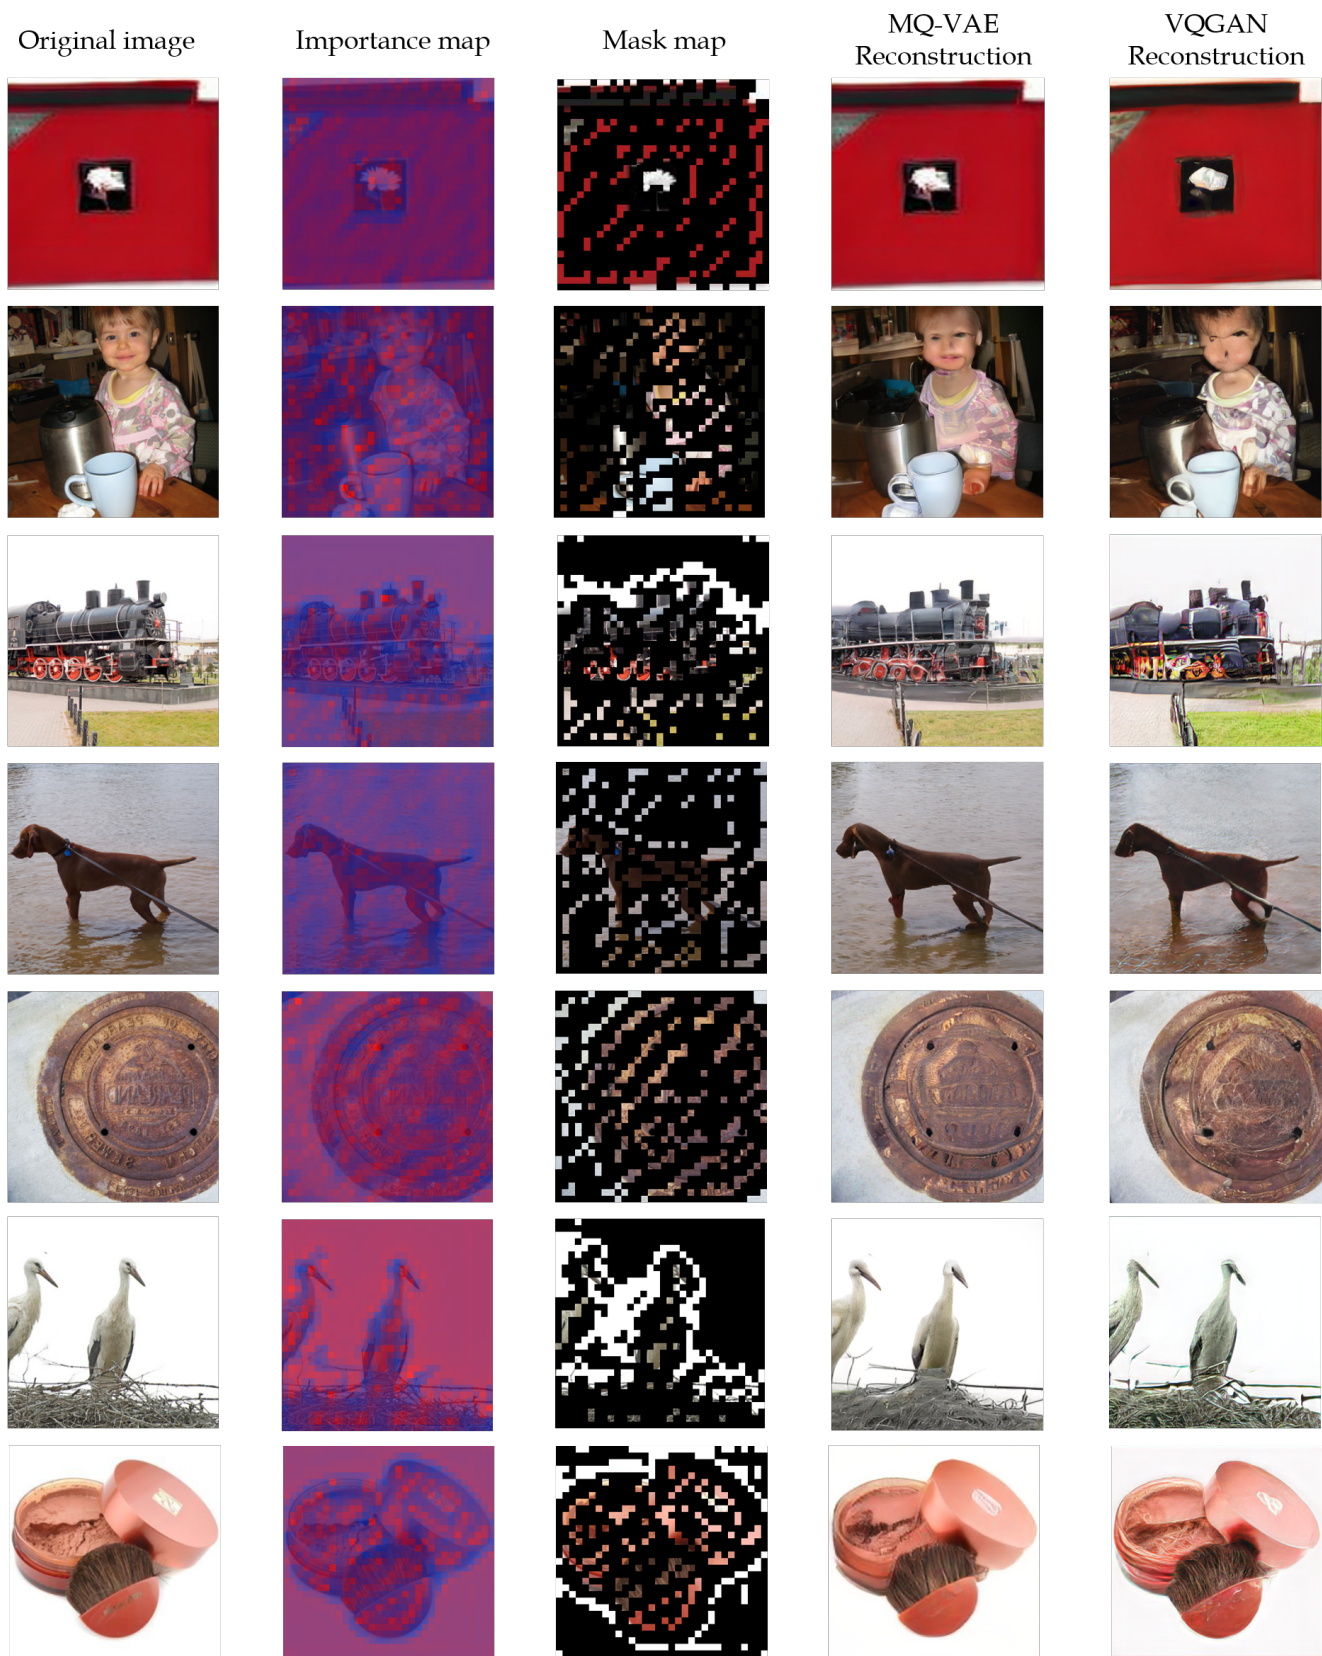 Original image
Importance map
Mask map
MQ-VAE
Reconstruction
VQGAN
Reconstruction